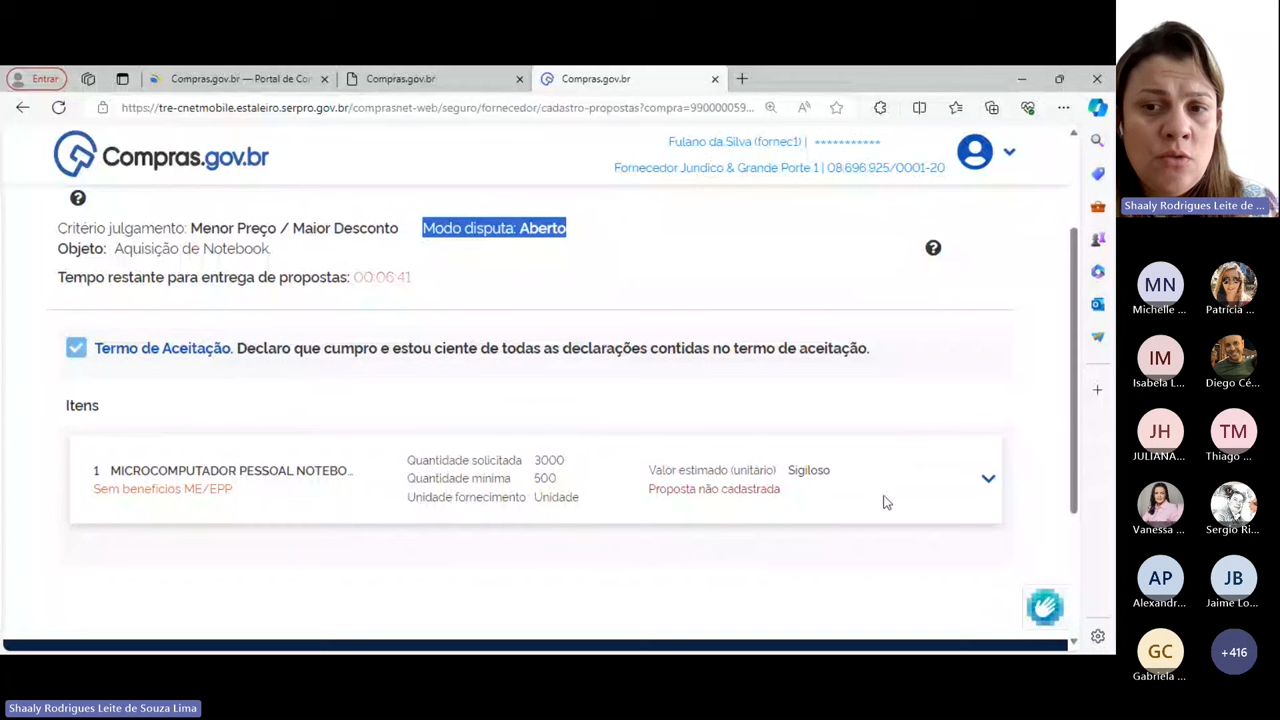 Entrar
Compras.gov.br — Portal de Co
Compras.gov.br
Compras.gov.br
https://tre-cnetmobile.estaleiro.serpro.gov.br/comprasnet-web/seguro/fornecedor/cadastro-propostas?compra=990000059...
Compras.gov.br
Fulano da Silva (fornec1) | ***********
Fornecedor Jundico & Grande Porte 1 | 08.696.925/0001-20
Critério julgamento: Menor Preço / Maior Desconto Modo disputa: Aberto
Objeto: Aquisição de Notebook.
Tempo restante para entrega de propostas: 00:06:41
Termo de Aceitação. Declaro que cumpro e estou ciente de todas as declarações contidas no termo de aceitação.
Itens
1 MICROCOMPUTADOR PESSOAL NOTEBO...
Sem benefícios ME/EPP
Quantidade solicitada 3000
Quantidade mínima 500
Unidade fornecimento Unidade
Valor estimado (unitário) Sigiloso
Proposta não cadastrada
Shaaly Rodrigues Leite de ...
MN
Michelle ...
Patrícia ...
IM
Isabela L...
Diego Cé...
JH
JULIANA...
TM
Thiago ...
Vanessa ...
Sergio Ri...
AP
Alexandr...
JB
Jaime Lo...
GC
Gabriela ...
+416
Shaaly Rodrigues Leite de Souza Lima